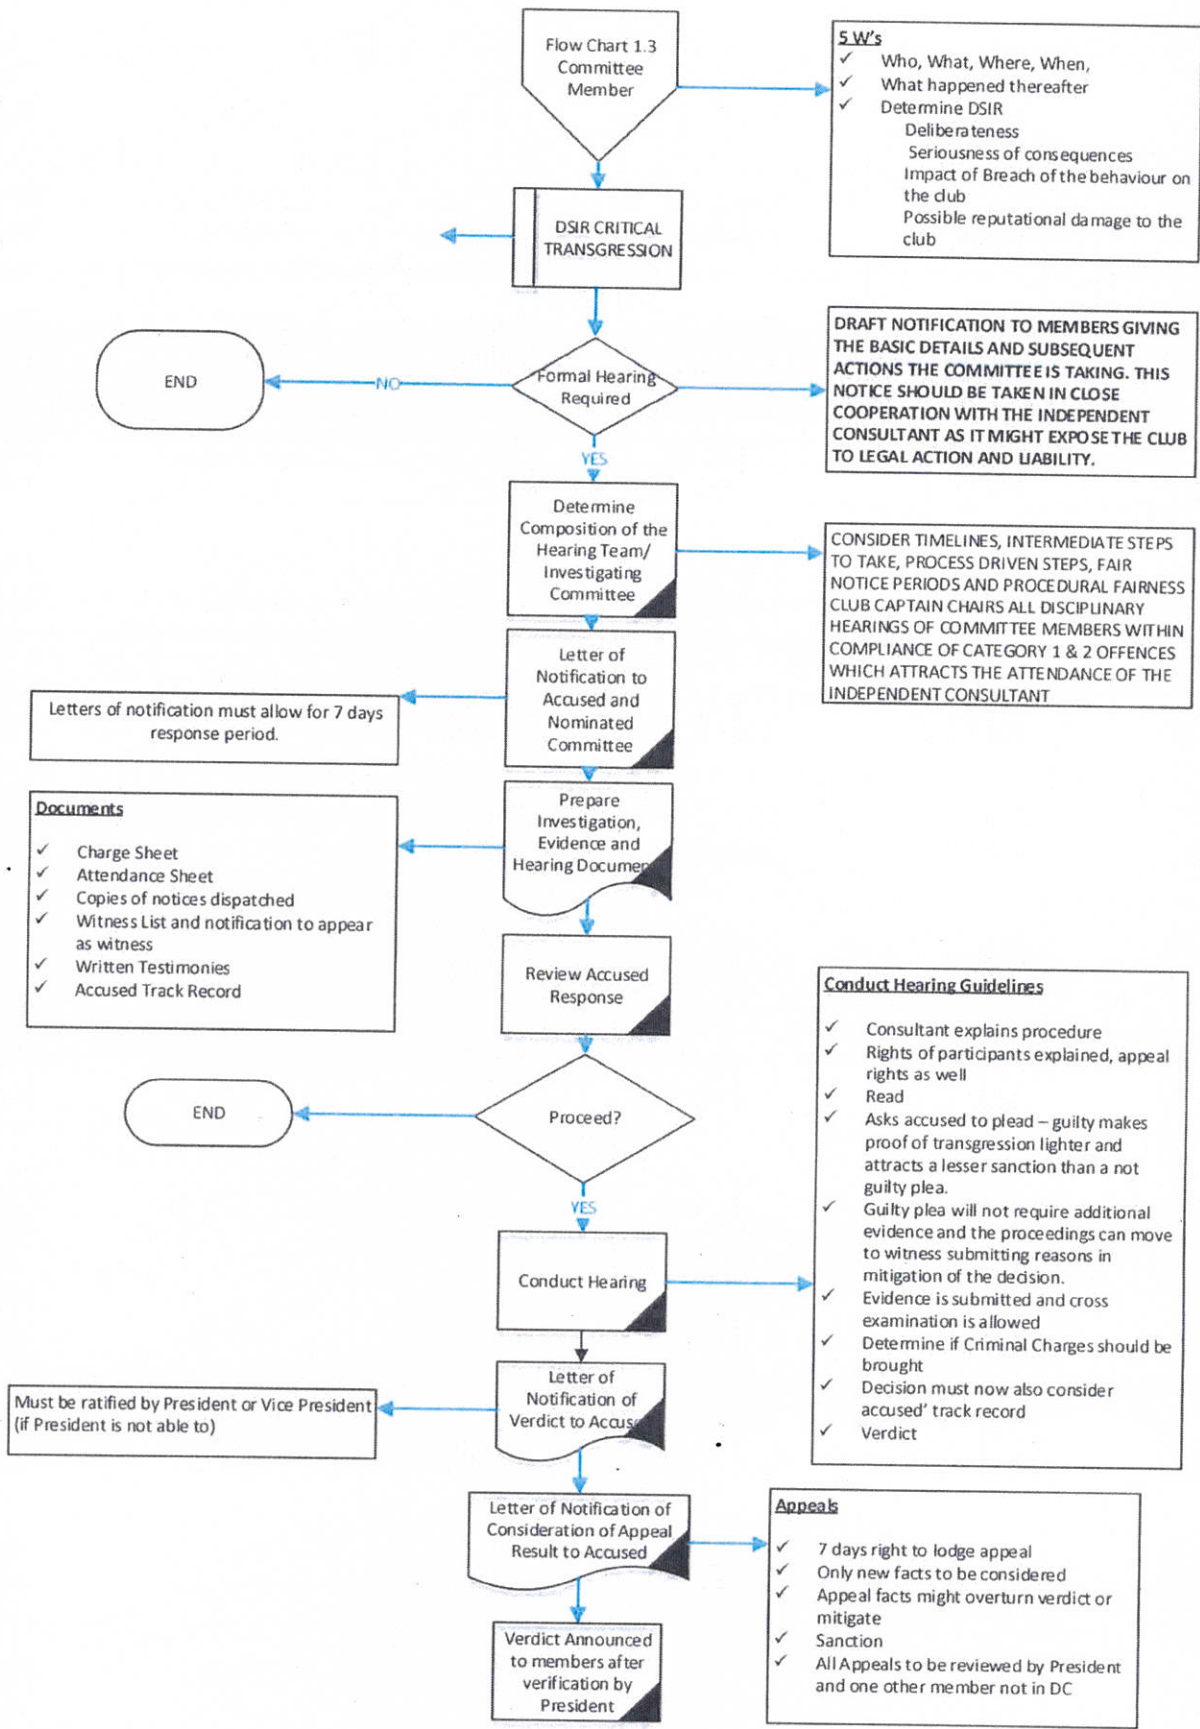 Flow Chart 1.3
Committee
Member
5 W's
✓ Who, What, Where, When,
✓ What happened thereafter
✓ Determine DSIR
Deliberateness
Seriousness of consequences
Impact of Breach of the behaviour on
the club
Possible reputational damage to the
club
DSIR CRITICAL
TRANSGRESSION
END
NO
Formal Hearing
Required
DRAFT NOTIFICATION TO MEMBERS GIVING
THE BASIC DETAILS AND SUBSEQUENT
ACTIONS THE COMMITTEE IS TAKING. THIS
NOTICE SHOULD BE TAKEN IN CLOSE
COOPERATION WITH THE INDEPENDENT
CONSULTANT AS IT MIGHT EXPOSE THE CLUB
TO LEGAL ACTION AND LIABILITY.
YES
Determine
Composition of the
Hearing Team/
Investigating
Committee
CONSIDER TIMELINES, INTERMEDIATE STEPS
TO TAKE, PROCESS DRIVEN STEPS, FAIR
NOTICE PERIODS AND PROCEDURAL FAIRNESS
CLUB CAPTAIN CHAIRS ALL DISCIPLINARY
HEARINGS OF COMMITTEE MEMBERS WITHIN
COMPLIANCE OF CATEGORY 1 & 2 OFFENCES
WHICH ATTRACTS THE ATTENDANCE OF THE
INDEPENDENT CONSULTANT
Letter of
Notification to
Accused and
Nominated
Committee
Letters of notification must allow for 7 days
response period.
Prepare
Investigation,
Evidence and
Hearing Documen
Documents
✓ Charge Sheet
✓ Attendance Sheet
✓ Copies of notices dispatched
✓ Witness List and notification to appear
as witness
✓ Written Testimonies
✓ Accused Track Record
Review Accused
Response
END
Proceed?
YES
Conduct Hearing
Conduct Hearing Guidelines
✓ Consultant explains procedure
✓ Rights of participants explained, appeal
rights as well
✓ Read
✓ Asks accused to plead – guilty makes
proof of transgression lighter and
attracts a lesser sanction than a not
guilty plea.
✓ Guilty plea will not require additional
evidence and the proceedings can move
to witness submitting reasons in
mitigation of the decision.
✓ Evidence is submitted and cross
examination is allowed
✓ Determine if Criminal Charges should be
brought
✓ Decision must now also consider
accused' track record
✓ Verdict
Letter of
Notification of
Verdict to Accus
Must be ratified by President or Vice President
(if President is not able to)
Letter of Notification of
Consideration of Appeal
Result to Accused
Appeals
✓ 7 days right to lodge appeal
✓ Only new facts to be considered
✓ Appeal facts might overturn verdict or
mitigate
✓ Sanction
✓ All Appeals to be reviewed by President
and one other member not in DC
Verdict Announced
to members after
verification by
President